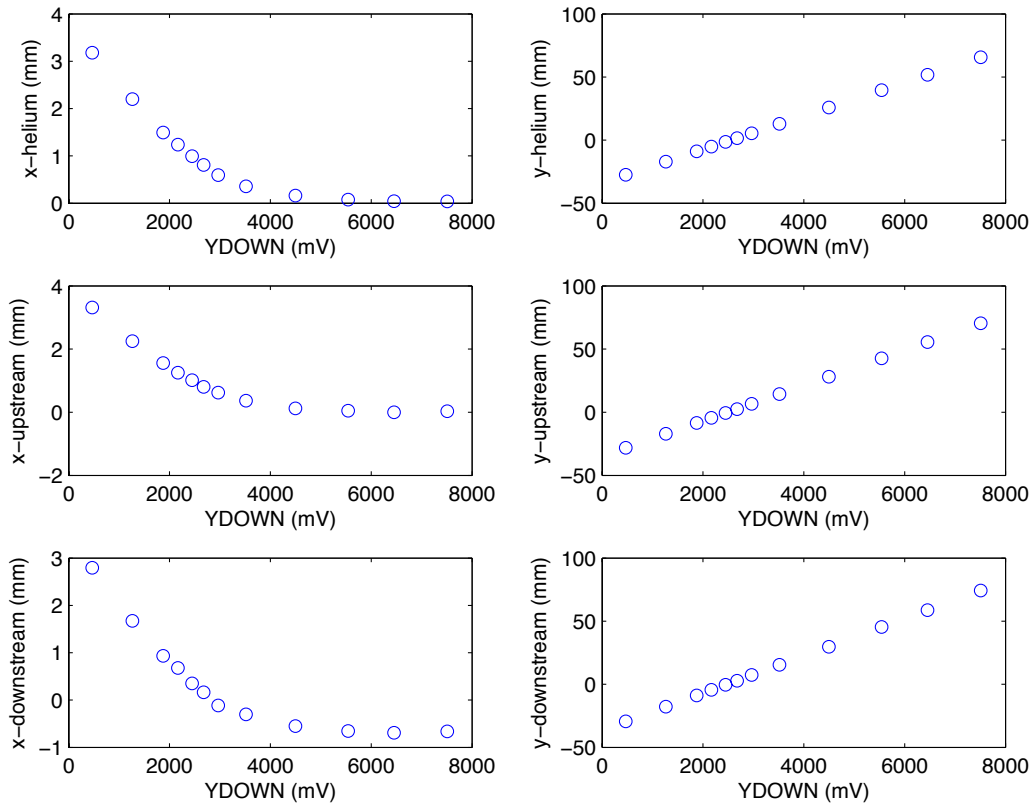 4
3
2
1
0
x−helium (mm)
0 2000 4000 6000 8000
YDOWN (mV)
100
50
0
−50
y−helium (mm)
0 2000 4000 6000 8000
YDOWN (mV)
4
2
0
−2
x−upstream (mm)
0 2000 4000 6000 8000
YDOWN (mV)
100
50
0
−50
y−upstream (mm)
0 2000 4000 6000 8000
YDOWN (mV)
3
2
1
0
−1
x−downstream (mm)
0 2000 4000 6000 8000
YDOWN (mV)
100
50
0
−50
y−downstream (mm)
0 2000 4000 6000 8000
YDOWN (mV)